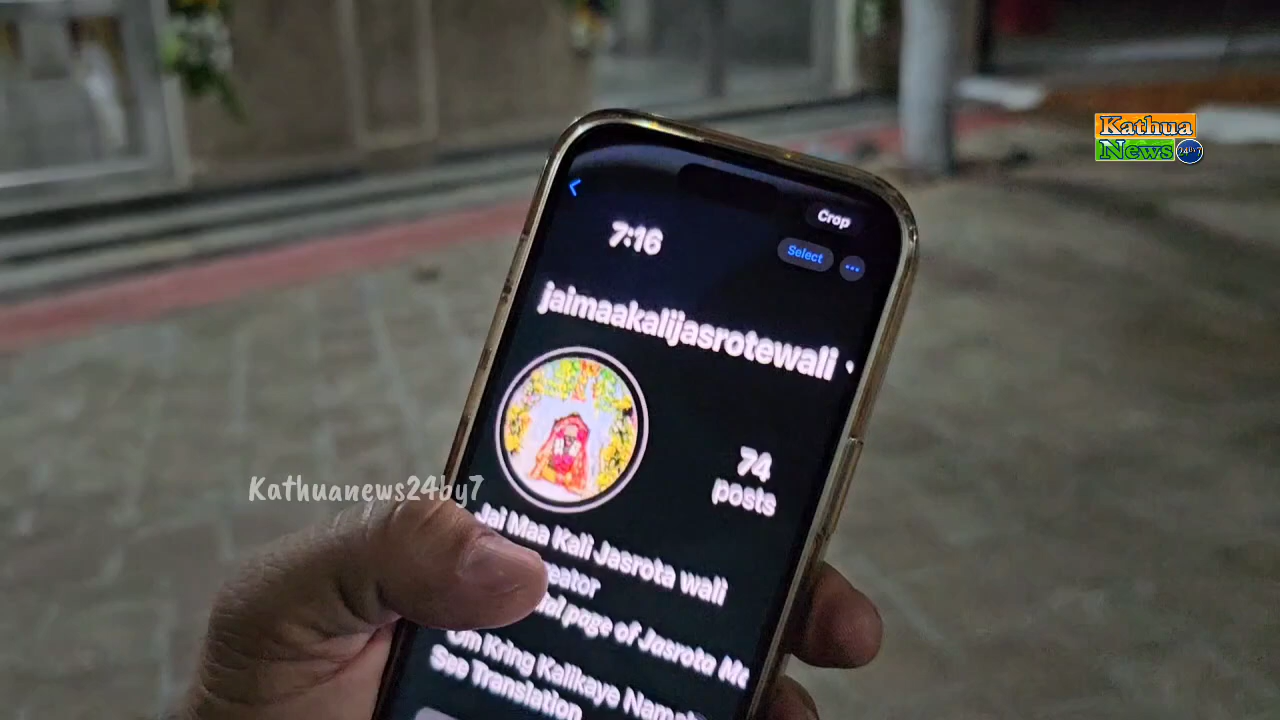 Kathua
News 24by7
Crop
7:16
Select
jaimaakalijasrotewali
74
posts
Kathuanews24by7
Jai Maa Kali Jasrota wali
page of Jasrota
Om Kring Kalikaye
See Translation